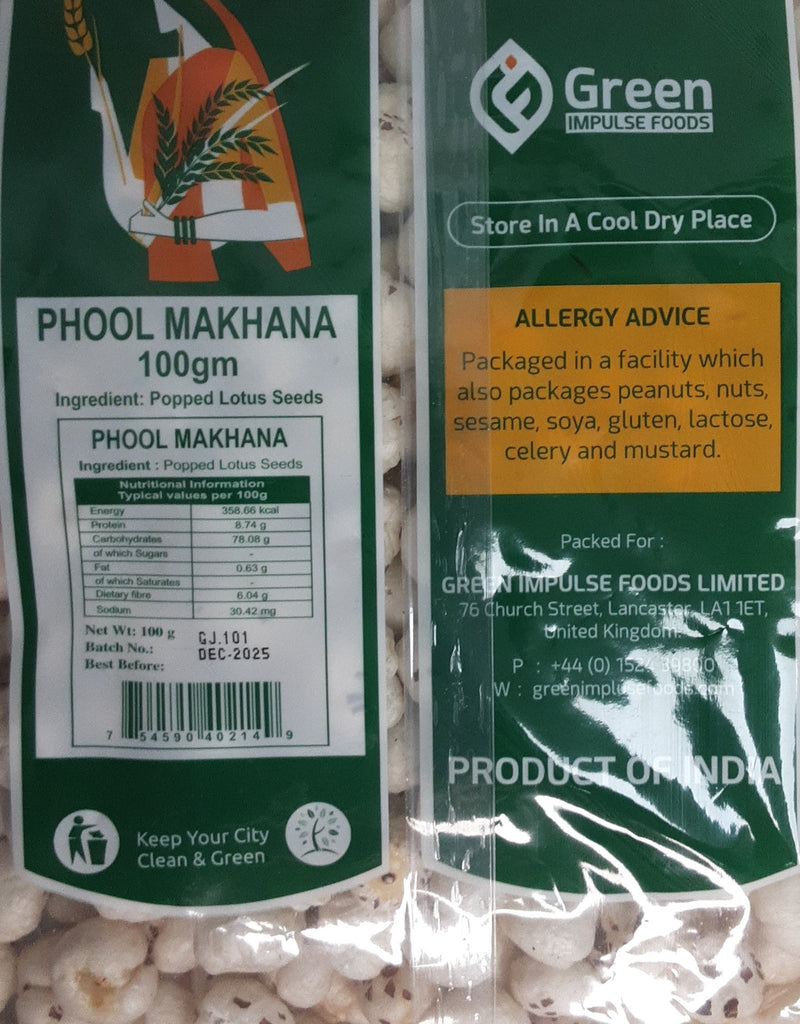 PHOOL MAKHANA
100gm
Ingredient: Popped Lotus Seeds
PHOOL MAKHANA
Ingredient : Popped Lotus Seeds
Nutritional Information
Typical values per 100g
Energy 358.66 kcal
Protein 8.74 g
Carbohydrates 78.08 g
of which Sugars -
Fat 0.63 g
of which Saturates -
Dietary fibre 6.04 g
Sodium 30.42 mg
Net Wt: 100 g
Batch No.: GJ.101
Best Before: DEC-2025
7 54590 40214 9
Keep Your City
Clean & Green
Green
IMPULSE FOODS
Store In A Cool Dry Place
ALLERGY ADVICE
Packaged in a facility which
also packages peanuts, nuts,
sesame, soya, gluten, lactose,
celery and mustard.
Packed For :
GREEN IMPULSE FOODS LIMITED
76 Church Street, Lancaster, LA1 1ET,
United Kingdom.
P : +44 (0) 1524
W :
PRODUCT OF INDIA